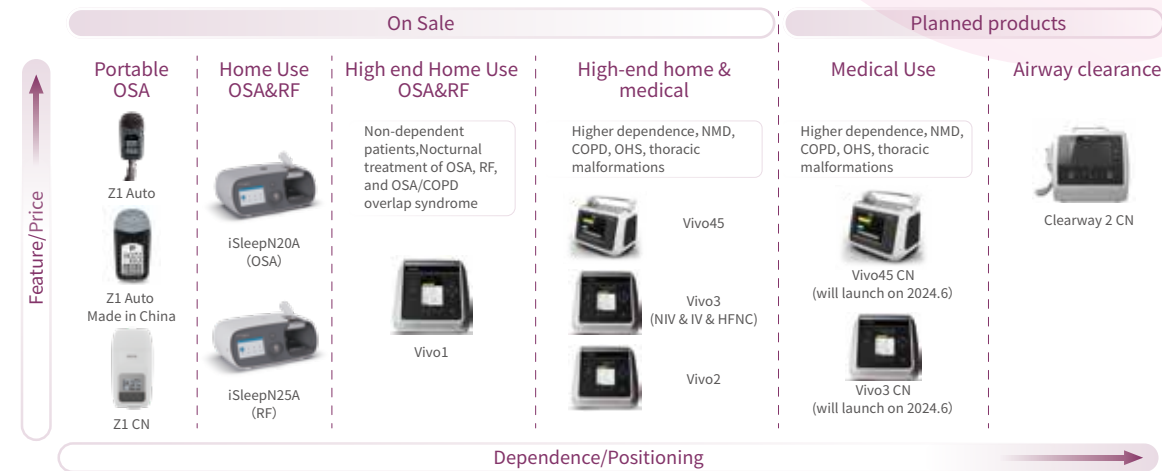 On Sale
Planned products
Feature/Price
Portable
OSA
Z1 Auto
Z1 Auto
Made in China
Z1 CN
Home Use
OSA&RF
iSleepN20A
(OSA)
iSleepN25A
(RF)
High end Home Use
OSA&RF
Non-dependent
patients,Nocturnal
treatment of OSA, RF,
and OSA/COPD
overlap syndrome
Vivo1
High-end home &
medical
Higher dependence, NMD,
COPD, OHS, thoracic
malformations
Vivo45
Vivo3
(NIV & IV & HFNC)
Vivo2
Medical Use
Higher dependence, NMD,
COPD, OHS, thoracic
malformations
Vivo45 CN
(will launch on 2024.6)
Vivo3 CN
(will launch on 2024.6)
Airway clearance
Clearway 2 CN
Dependence/Positioning